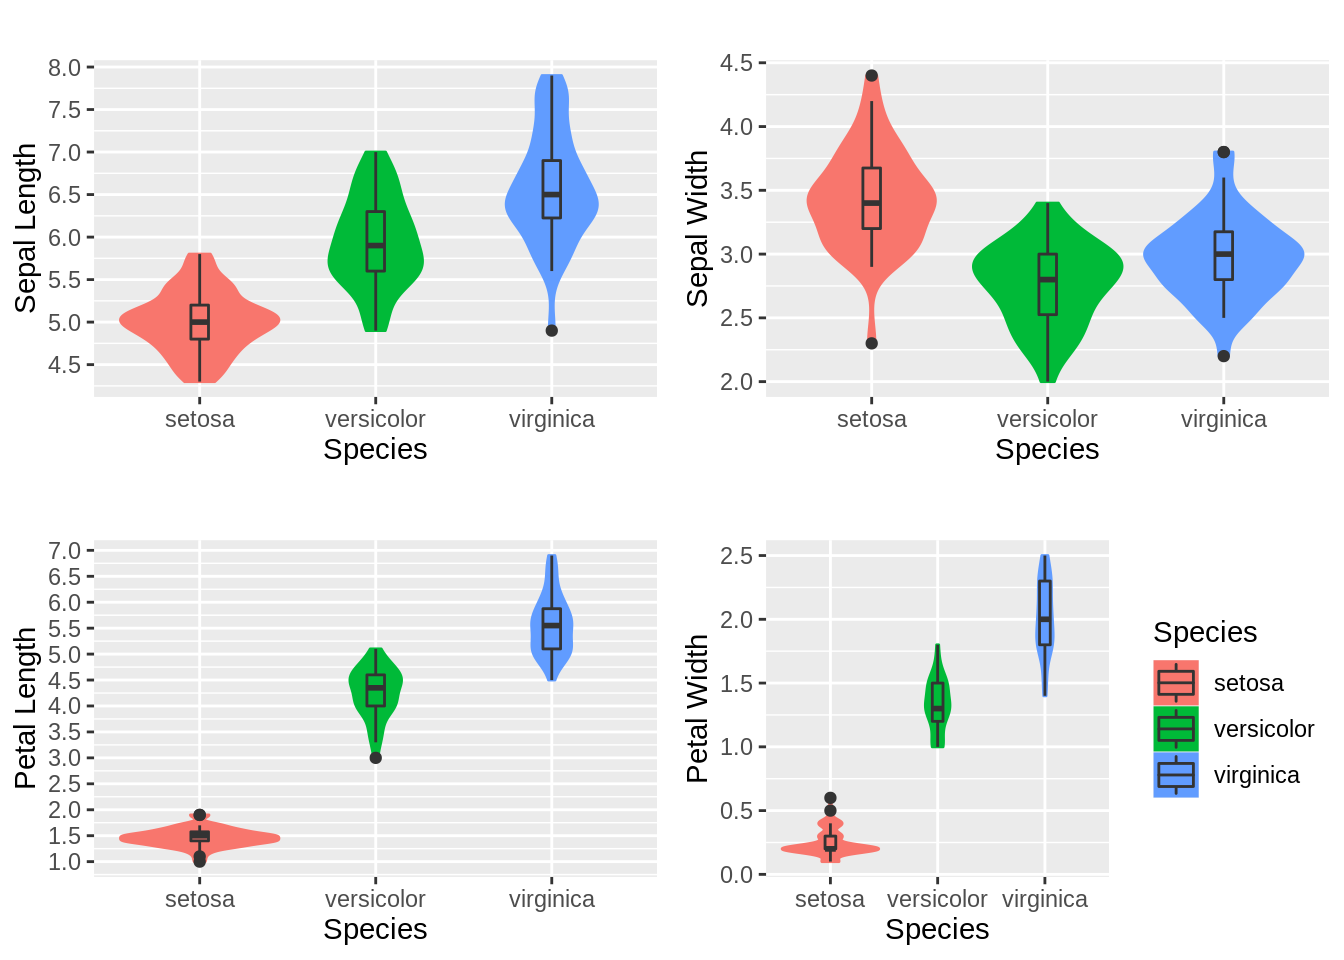 Sepal Length
8.0
7.5
7.0
6.5
6.0
5.5
5.0
4.5
setosa versicolor virginica
Species
Sepal Width
4.5
4.0
3.5
3.0
2.5
2.0
setosa versicolor virginica
Species
Petal Length
7.0
6.5
6.0
5.5
5.0
4.5
4.0
3.5
3.0
2.5
2.0
1.5
1.0
setosa versicolor virginica
Species
Petal Width
2.5
2.0
1.5
1.0
0.5
0.0
setosa versicolor virginica
Species
Species
setosa
versicolor
virginica